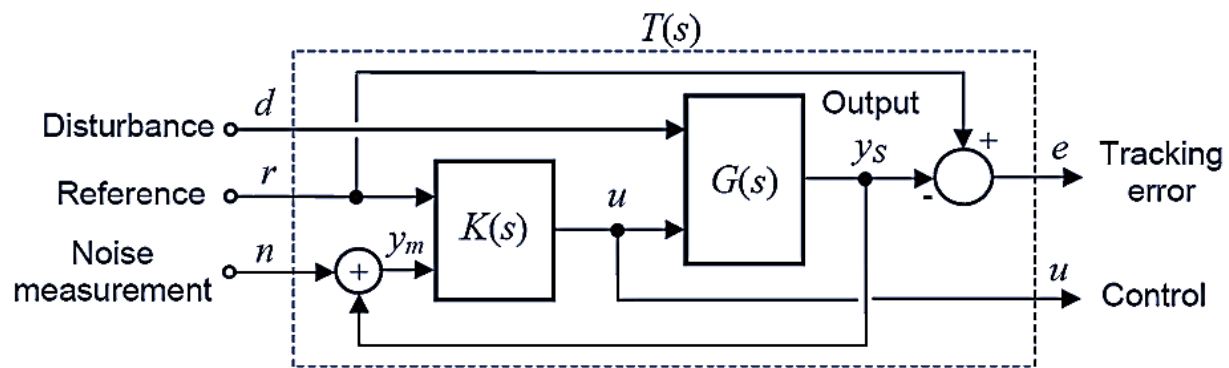 T(s)
Disturbance
d
Output
+
Reference
r
u
G(s)
y_S
-
e
Tracking
error
K(s)
Noise
measurement
n
+
y_m
u
Control